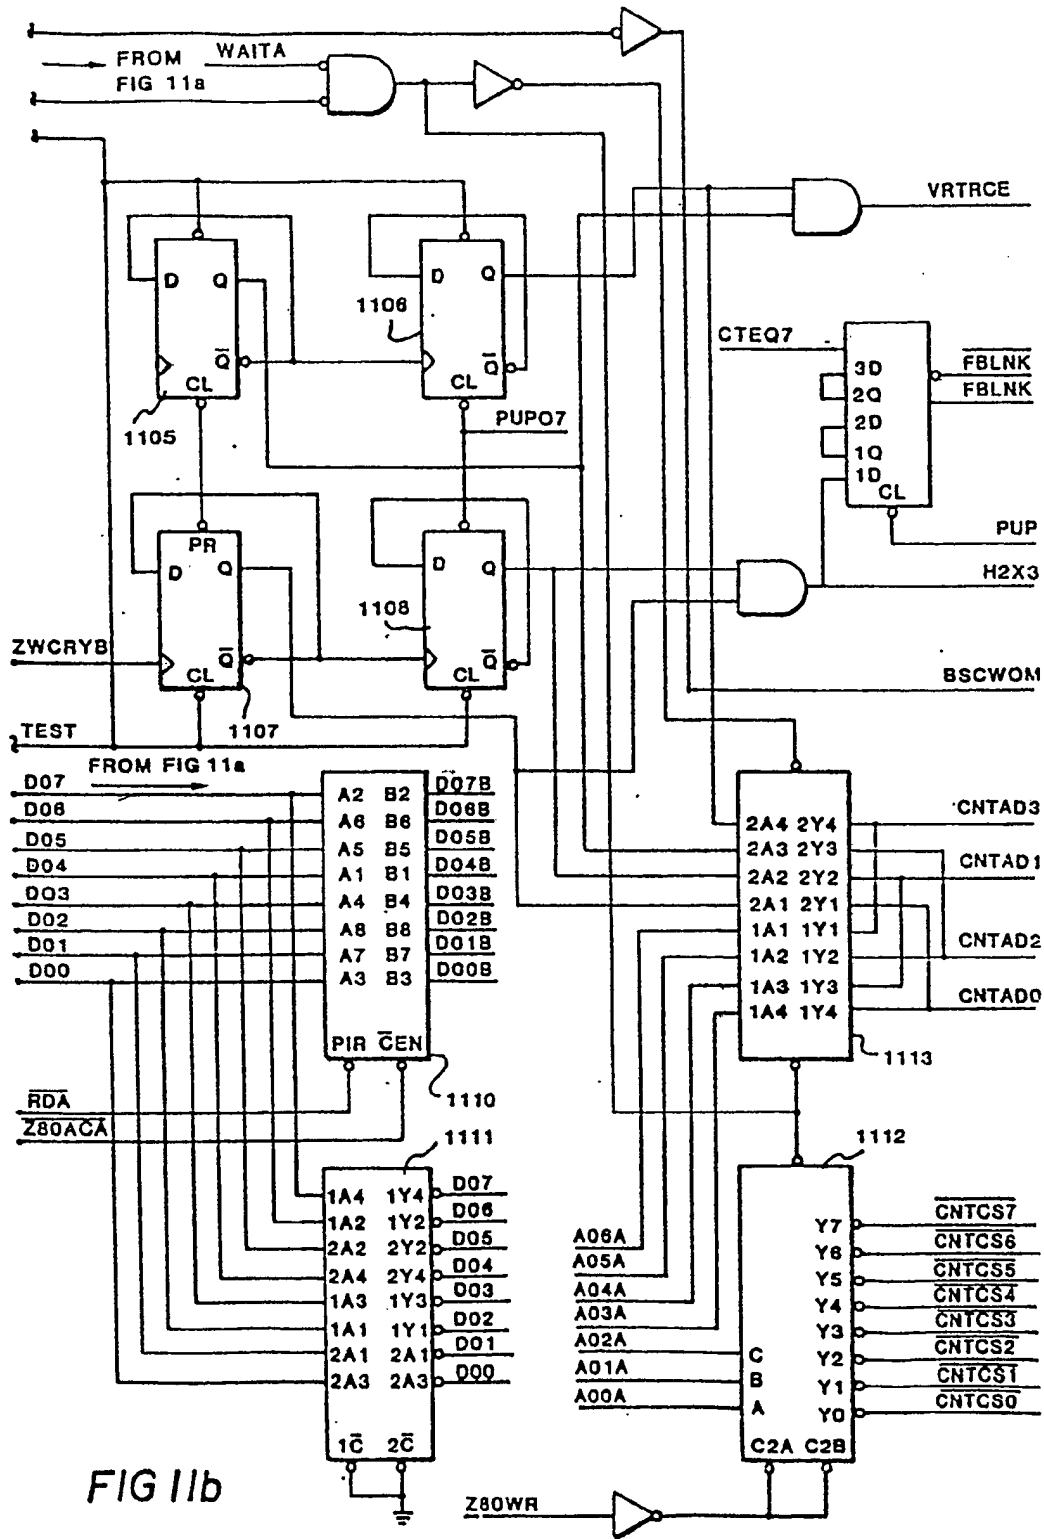 FROM WAITA
FIG 11a
VRTRCE
D Q
D Q
1106
CTEQ7
Q
CL
Q
CL
3D
2Q
2D
1Q
1D
CL
FBLNK
FBLNK
1105
PUPO7
PUP
PR
D Q
D Q
H2X3
1108
ZWCRYB
Q
CL
Q
CL
BSCWOM
1107
TEST
FROM FIG 11a
D07 A2 B2 D07B
D06 A6 B6 D06B
D05 A5 B5 D05B
D04 A1 B1 D04B
D03 A4 B4 D03B
D02 A8 B8 D02B
D01 A7 B7 D01B
D00 A3 B3 D00B
PIR CEN
1110
RDA
Z80ACA
2A4 2Y4 CNTAD3
2A3 2Y3
2A2 2Y2 CNTAD1
2A1 2Y1
1A1 1Y1
1A2 1Y2 CNTAD2
1A3 1Y3
1A4 1Y4 CNTAD0
1113
1111
1A4 1Y4 D07
1A2 1Y2 D06
2A2 2Y2 D05
2A4 2Y4 D04
1A3 1Y3 D03
1A1 1Y1 D02
2A1 2A1 D01
2A3 2A3 D00
1C 2C
1112
A06A
A05A
A04A
A03A
A02A C
A01A B
A00A A
Y7 CNTCS7
Y6 CNTCS6
Y5 CNTCS5
Y4 CNTCS4
Y3 CNTCS3
Y2 CNTCS2
Y1 CNTCS1
Y0 CNTCS0
C2A C2B
Z80WR
FIG 11b